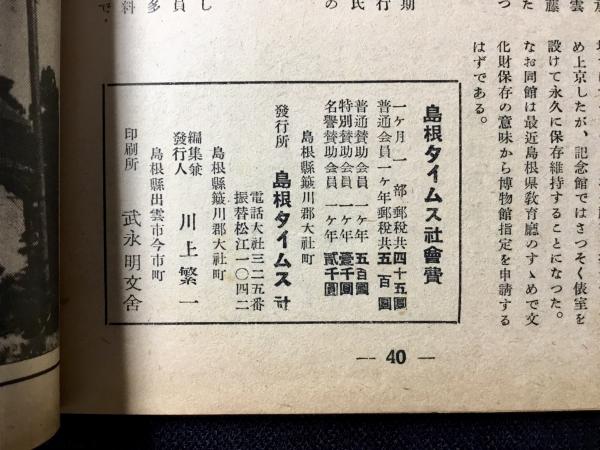 め上京したが、記念館ではさつそく俵室を
設けて永久に保存維持することになつた。
なお同館は最近島根県敎育廳のすゝめで文
化財保存の意味から博物館指定を申請する
はずである。
島根タイムス社會費
一ヶ月一部郵税共四十五圓
普通会員一ヶ年郵税共五百圓
普通賛助会員一ヶ年五百圓
特別賛助会員一ヶ年壹千圓
名譽賛助会員一ヶ年貳千圓
島根縣簸川郡大社町
發行所 島根タイムス社
電話大社三二五番
振替松江一〇四二
島根縣簸川郡大社町
編集兼
發行人 川上繁一
島根縣出雲市今市町
印刷所 武永明文舍
— 40 —